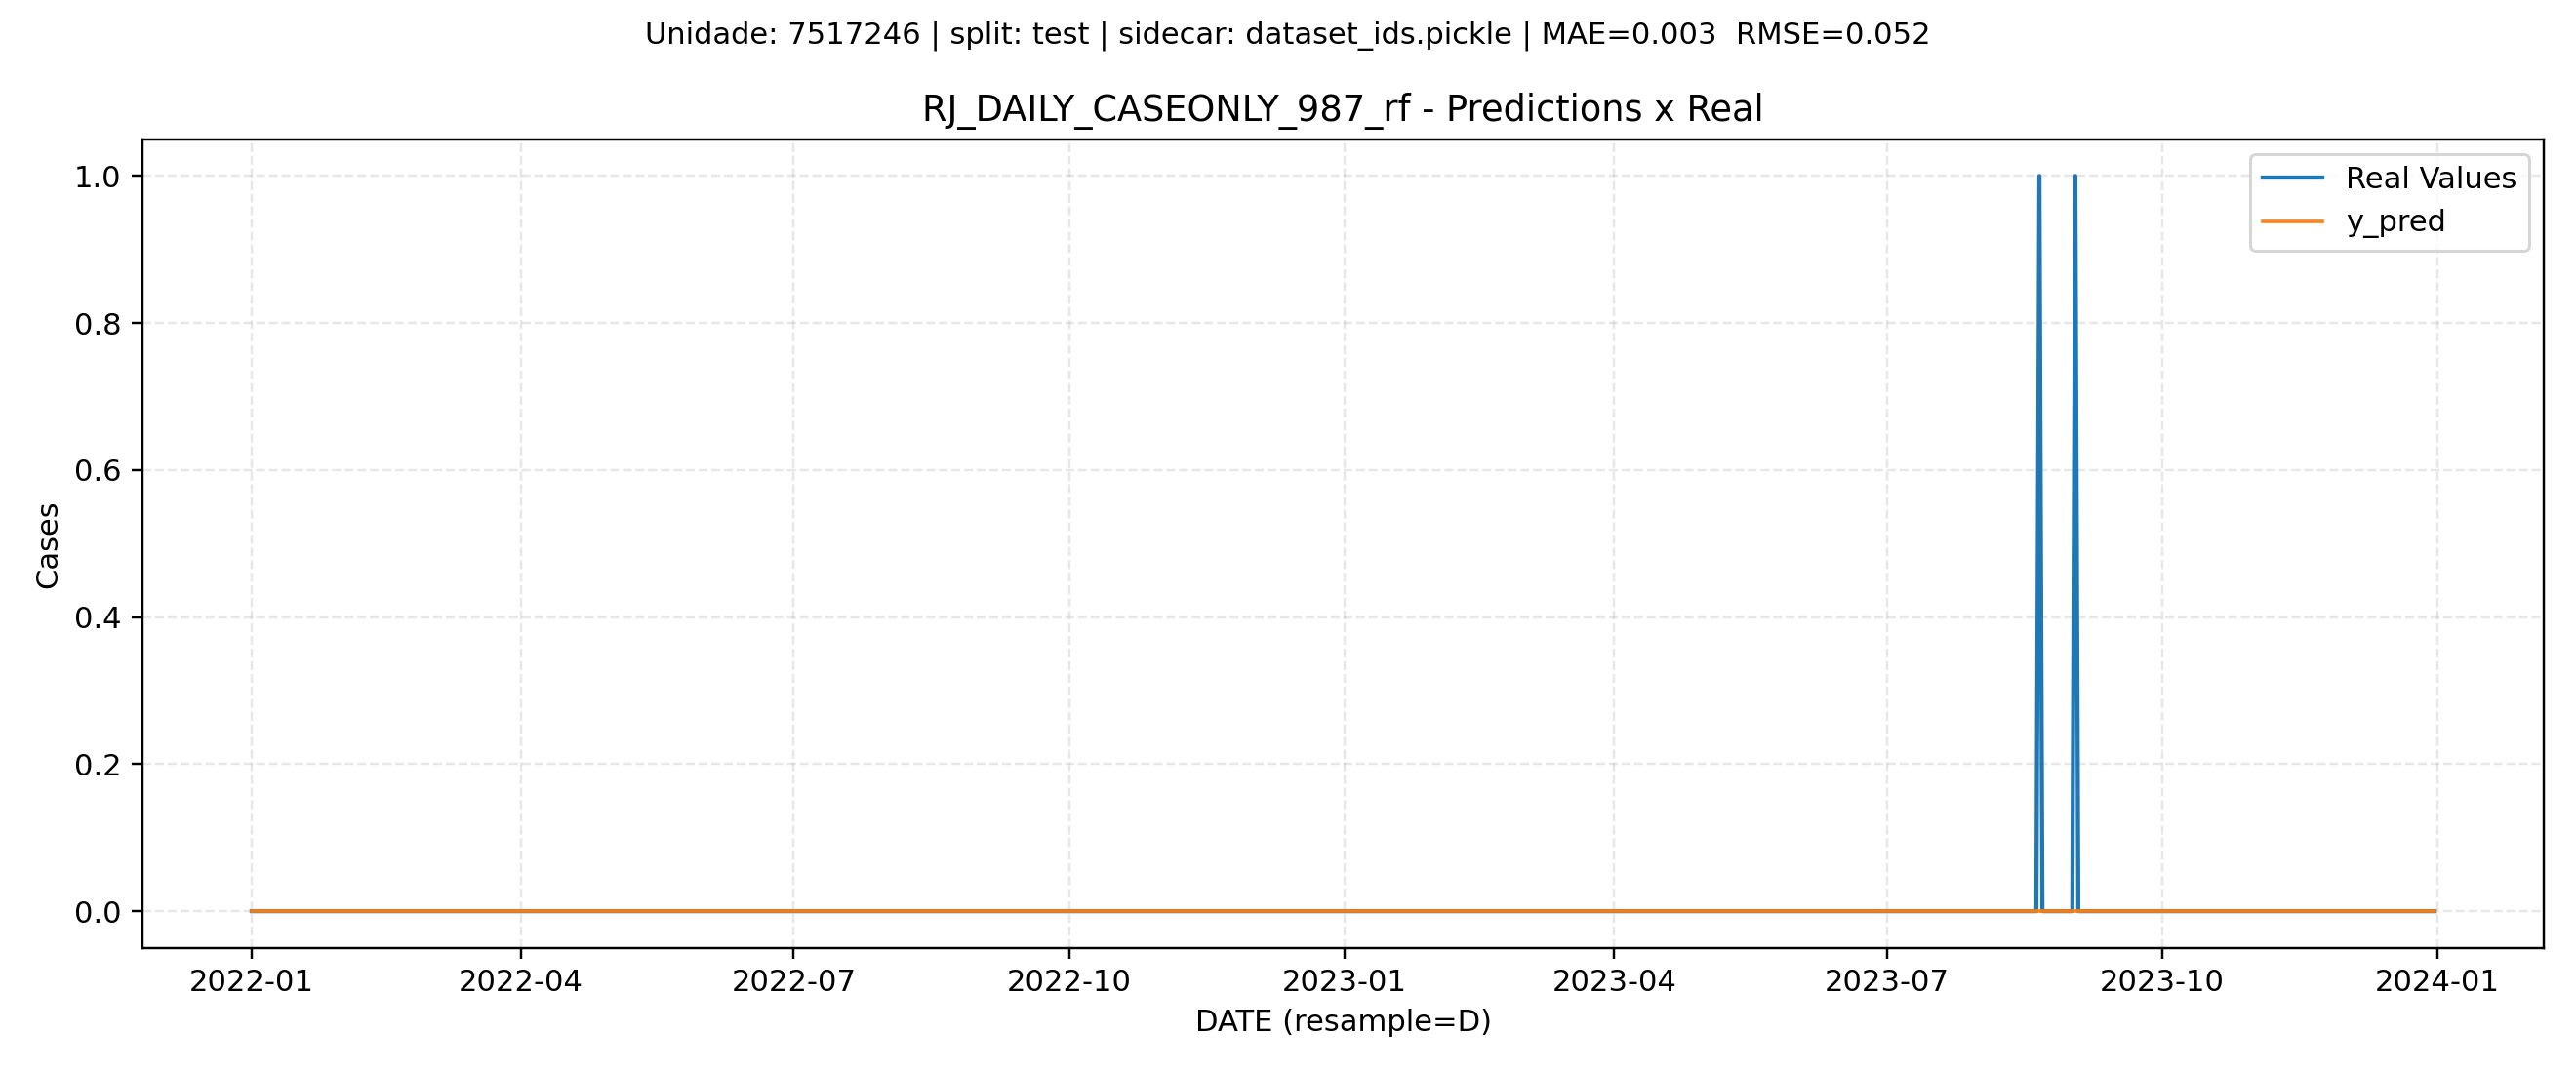 Unidade: 7517246 | split: test | sidecar: dataset_ids.pickle | MAE=0.003  RMSE=0.052
RJ_DAILY_CASEONLY_987_rf - Predictions x Real
Real Values
y_pred
1.0
0.8
0.6
0.4
0.2
0.0
Cases
2022-01 2022-04 2022-07 2022-10 2023-01 2023-04 2023-07 2023-10 2024-01
DATE (resample=D)